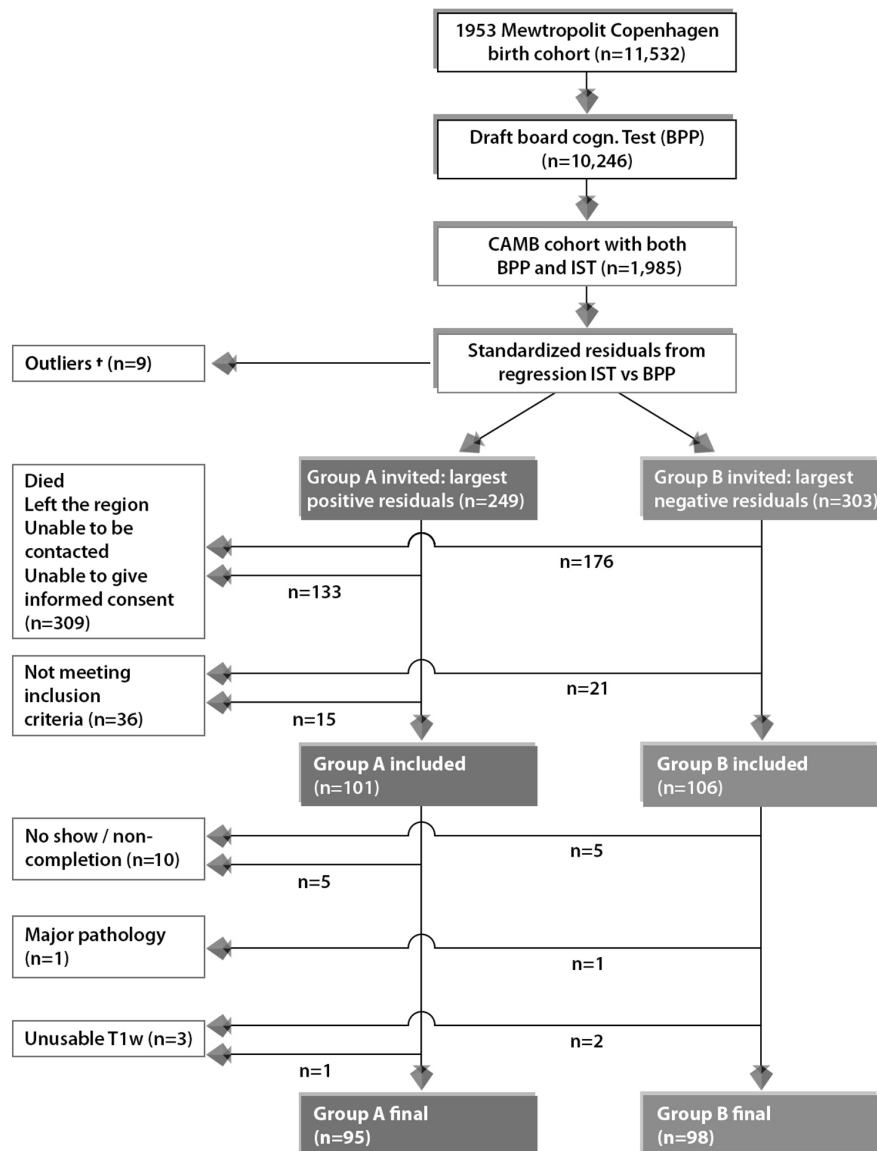 1953 Mewtropolit Copenhagen
birth cohort (n=11,532)
Draft board cogn. Test (BPP)
(n=10,246)
CAMB cohort with both
BPP and IST (n=1,985)
Standardized residuals from
regression IST vs BPP
Outliers † (n=9)
Group A invited: largest
positive residuals (n=249)
Group B invited: largest
negative residuals (n=303)
Died
Left the region
Unable to be
contacted
Unable to give
informed consent
(n=309)
n=176
n=133
Not meeting
inclusion
criteria (n=36)
n=21
n=15
Group A included
(n=101)
Group B included
(n=106)
No show / non-
completion (n=10)
n=5
n=5
Major pathology
(n=1)
n=1
Unusable T1w (n=3)
n=2
n=1
Group A final
(n=95)
Group B final
(n=98)